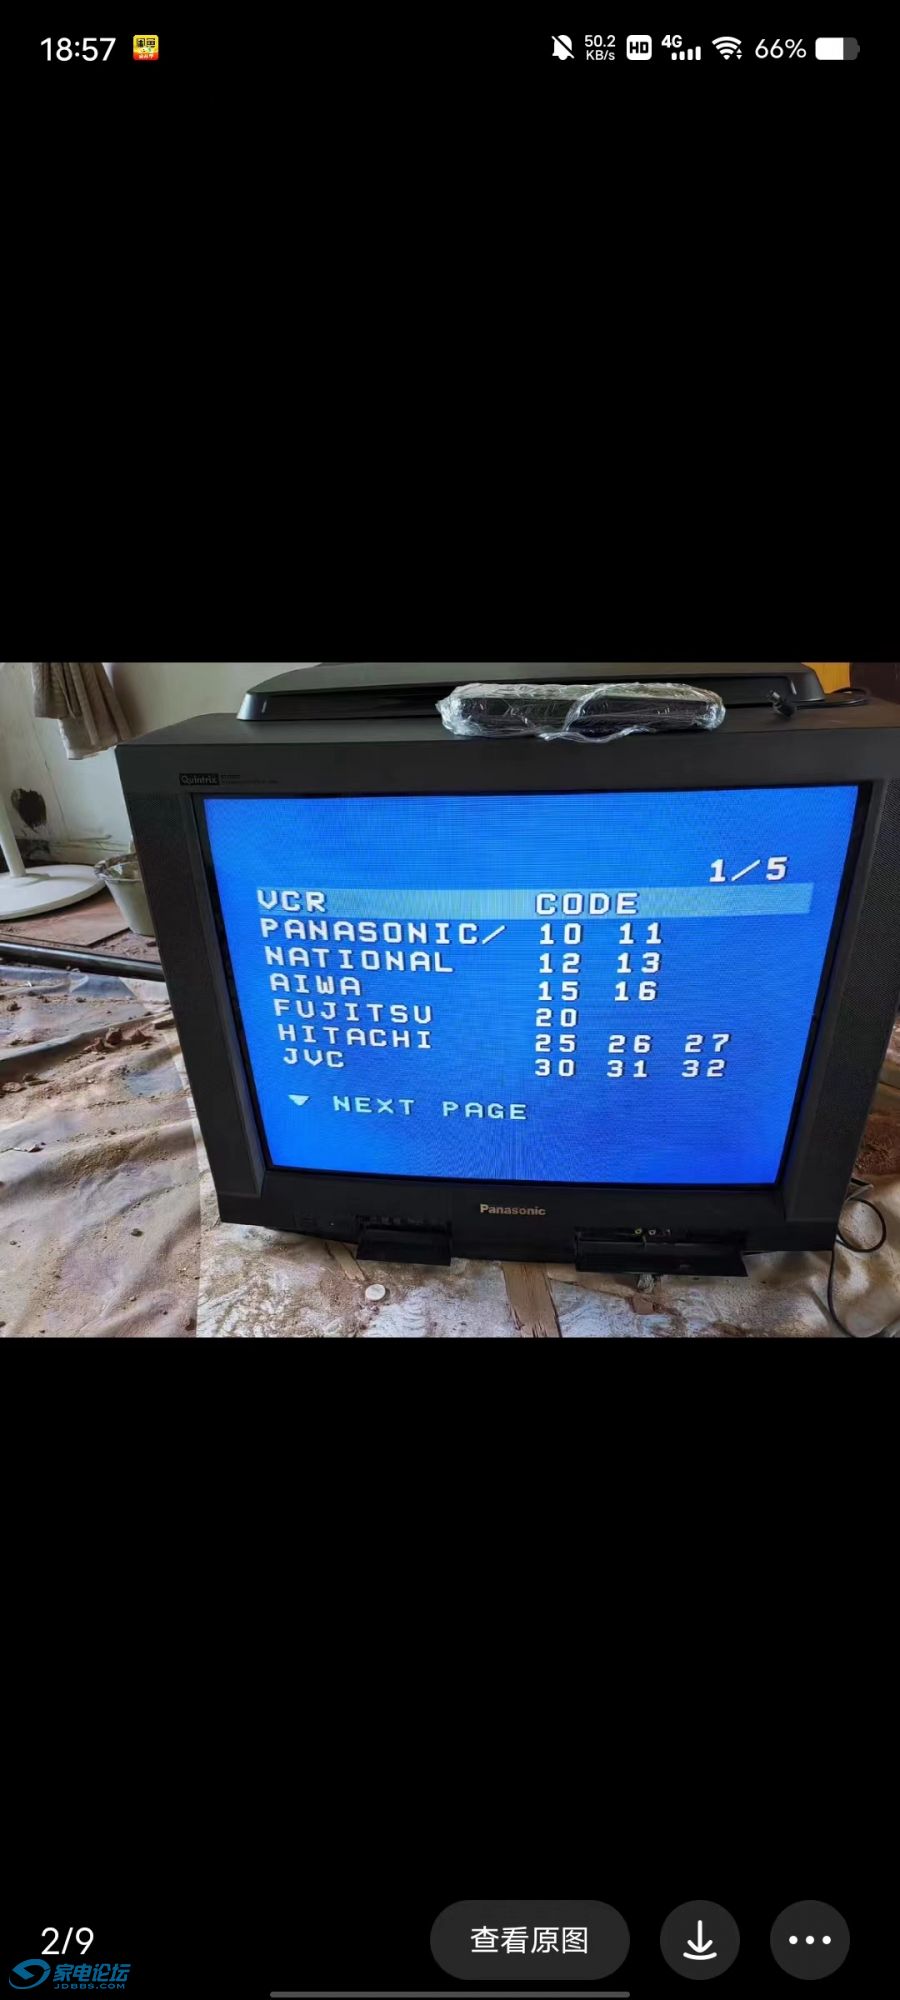 18:57
50.2
KB/s
HD
4G
66%
Quintrix
1/5
VCR CODE
PANASONIC/ 10 11
NATIONAL 12 13
AIWA 15 16
FUJITSU 20
HITACHI 25 26 27
JVC 30 31 32
NEXT PAGE
Panasonic
2/9
查看原图
家电论坛
JDBBS.COM